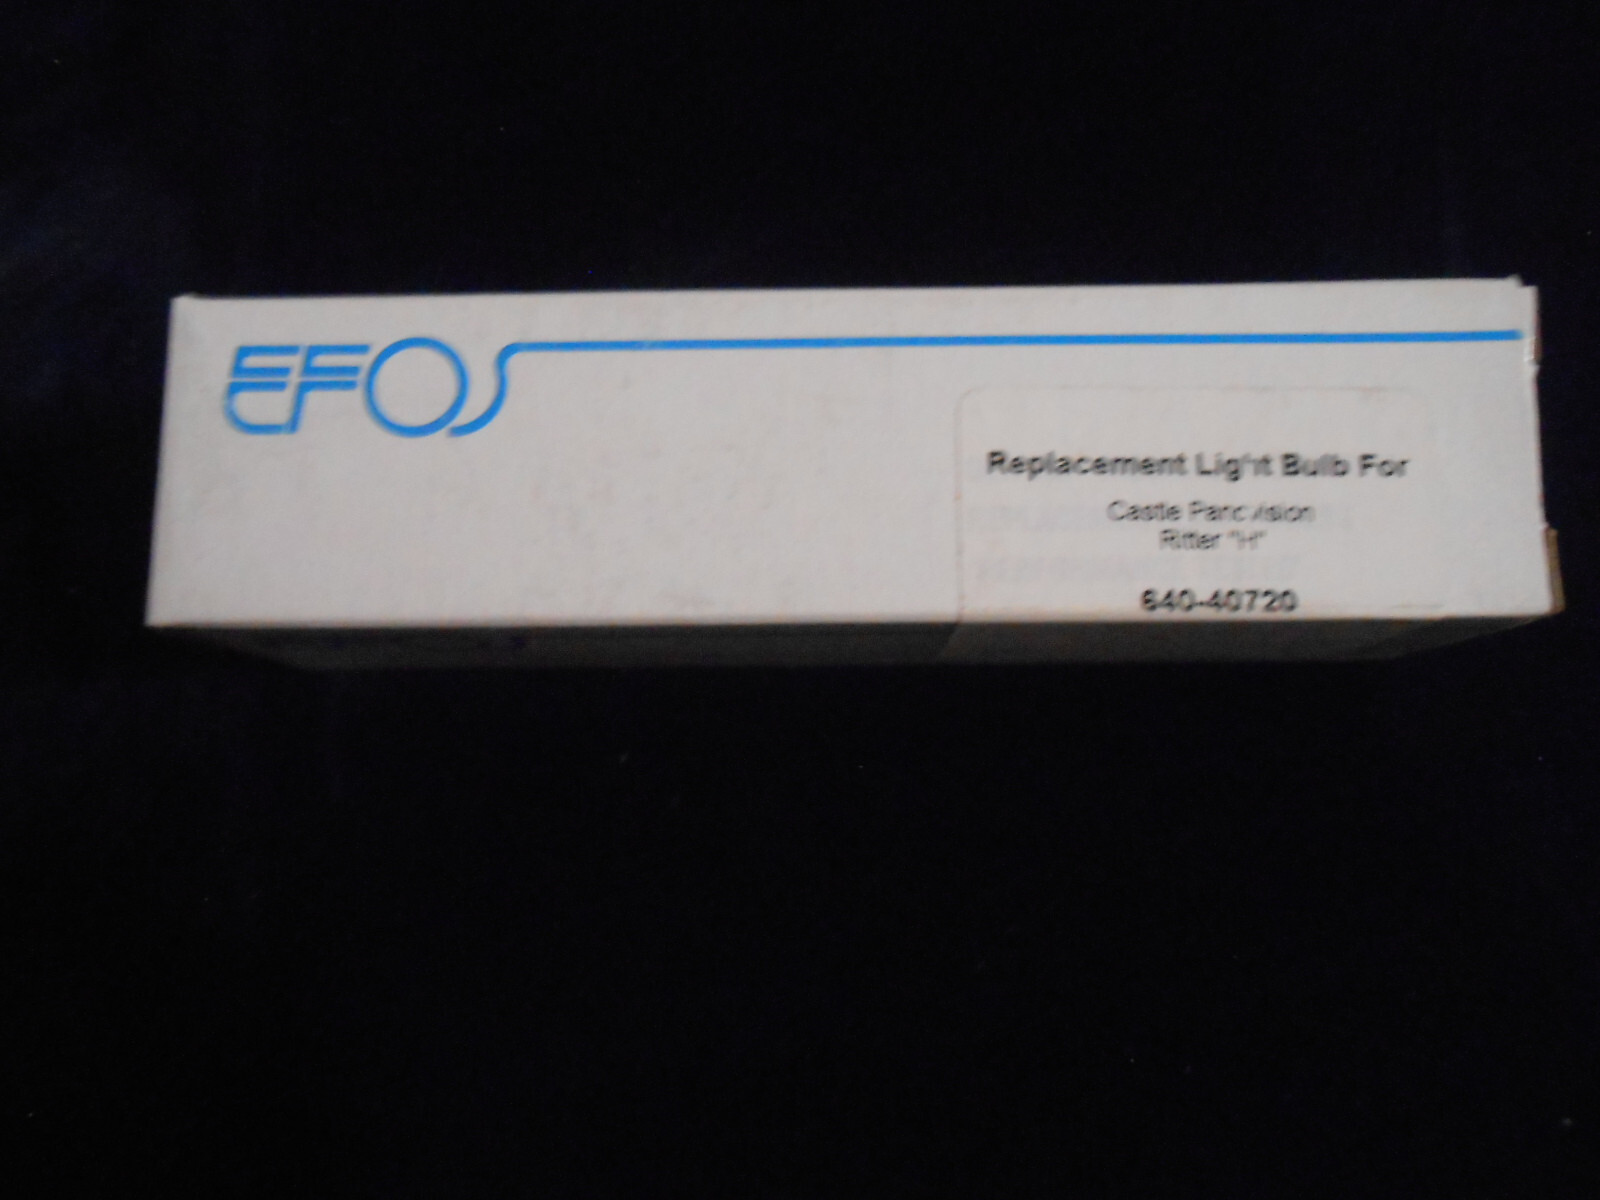 EFOS
Replacement Light Bulb For
Castle Panovision
Ritter "H"
640-40720